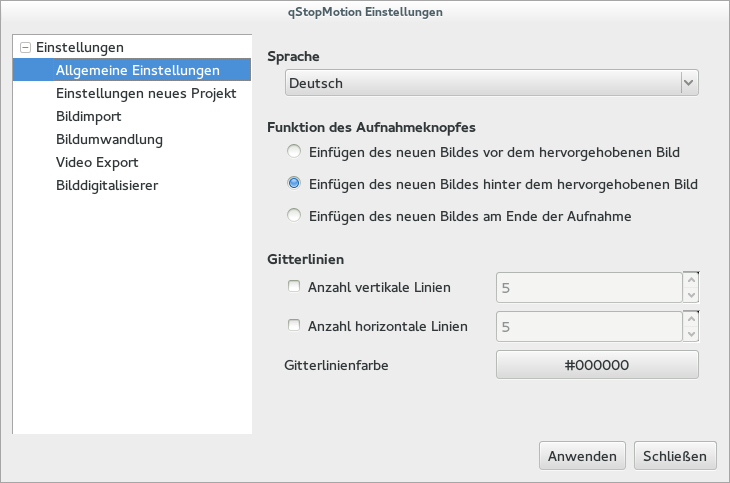 qStopMotion Einstellungen
Einstellungen
Allgemeine Einstellungen
Einstellungen neues Projekt
Bildimport
Bildumwandlung
Video Export
Bilddigitalisierer
Sprache
Deutsch
Funktion des Aufnahmeknopfes
Einfügen des neuen Bildes vor dem hervorgehobenen Bild
Einfügen des neuen Bildes hinter dem hervorgehobenen Bild
Einfügen des neuen Bildes am Ende der Aufnahme
Gitterlinien
Anzahl vertikale Linien 5
Anzahl horizontale Linien 5
Gitterlinienfarbe #000000
Anwenden Schließen